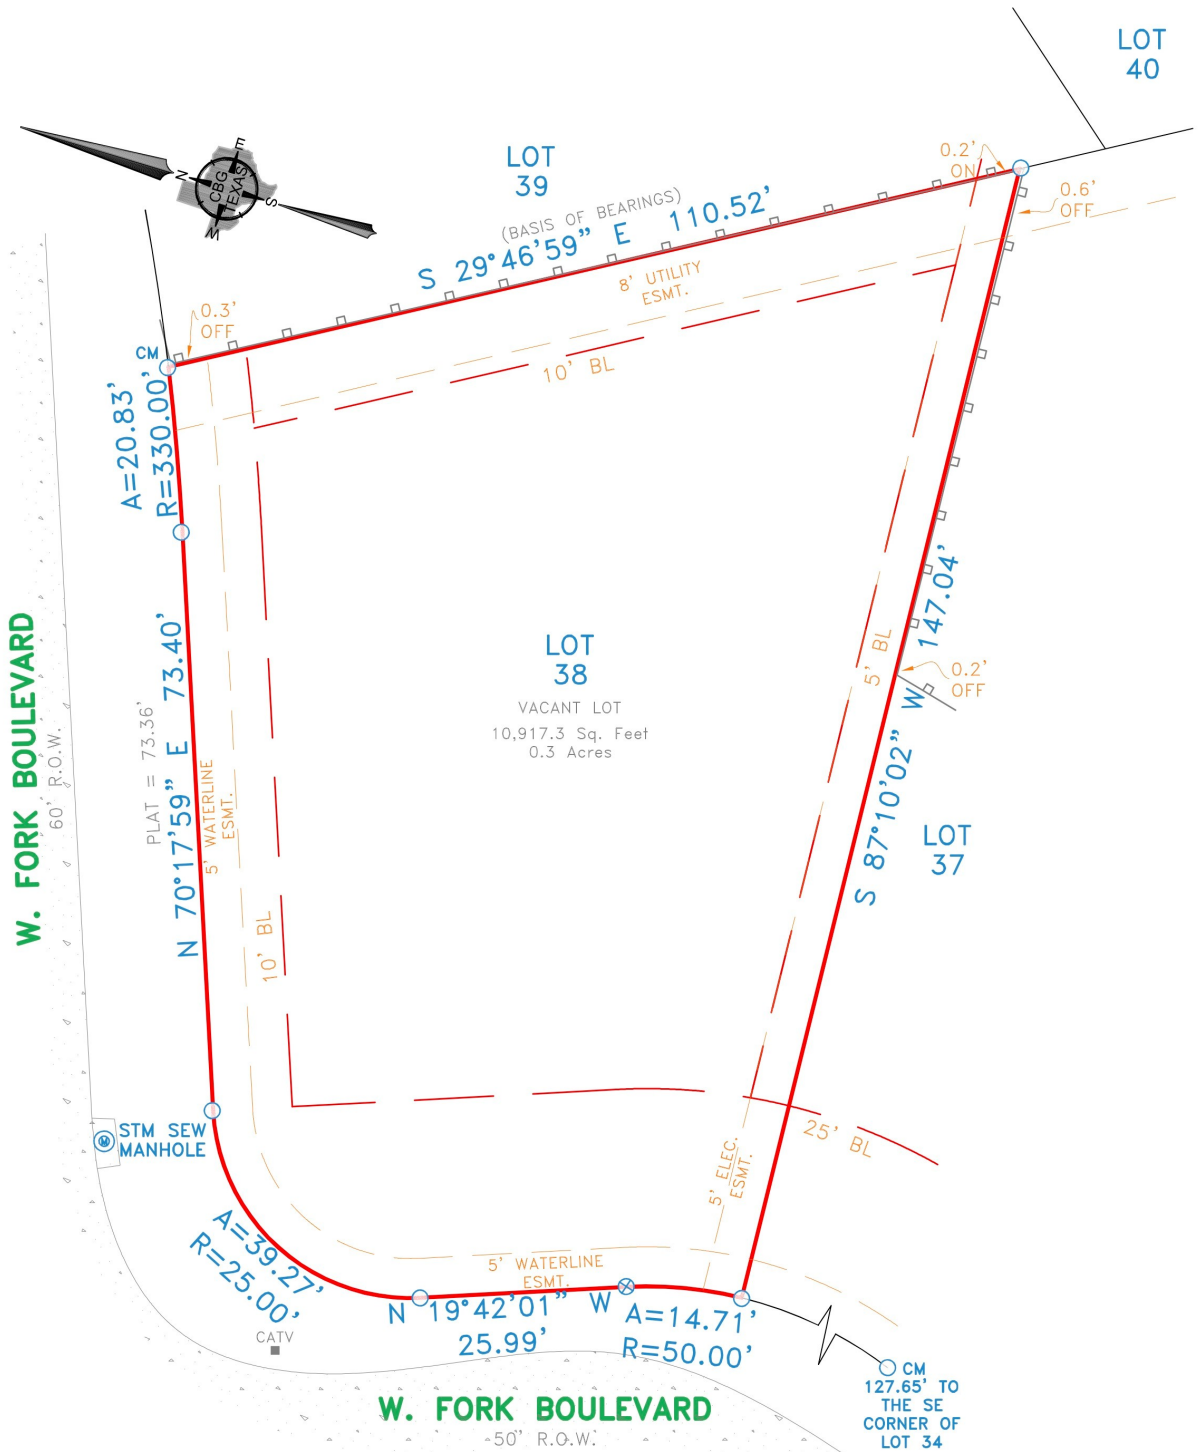 LOT
40
LOT
39
0.2'
ON
0.6'
OFF
E
N
S
W
CBG
TEXAS
(BASIS OF BEARINGS)
S 29°46'59" E 110.52'
8' UTILITY
ESMT.
0.3'
OFF
CM
10' BL
A=20.83'
R=330.00'
W. FORK BOULEVARD
60' R.O.W.
PLAT = 73.36'
N 70°17'59" E 73.40'
5' WATERLINE
ESMT.
10' BL
LOT
38
VACANT LOT
10,917.3 Sq. Feet
0.3 Acres
5' BL
S 87°10'02" W 147.04'
0.2'
OFF
LOT
37
STM SEW
MANHOLE
25' BL
5' ELEC.
ESMT.
A=39.27'
R=25.00'
5' WATERLINE
ESMT.
N 19°42'01" W
25.99'
A=14.71'
R=50.00'
CATV
CM
127.65' TO
THE SE
CORNER OF
LOT 34
W. FORK BOULEVARD
50' R.O.W.